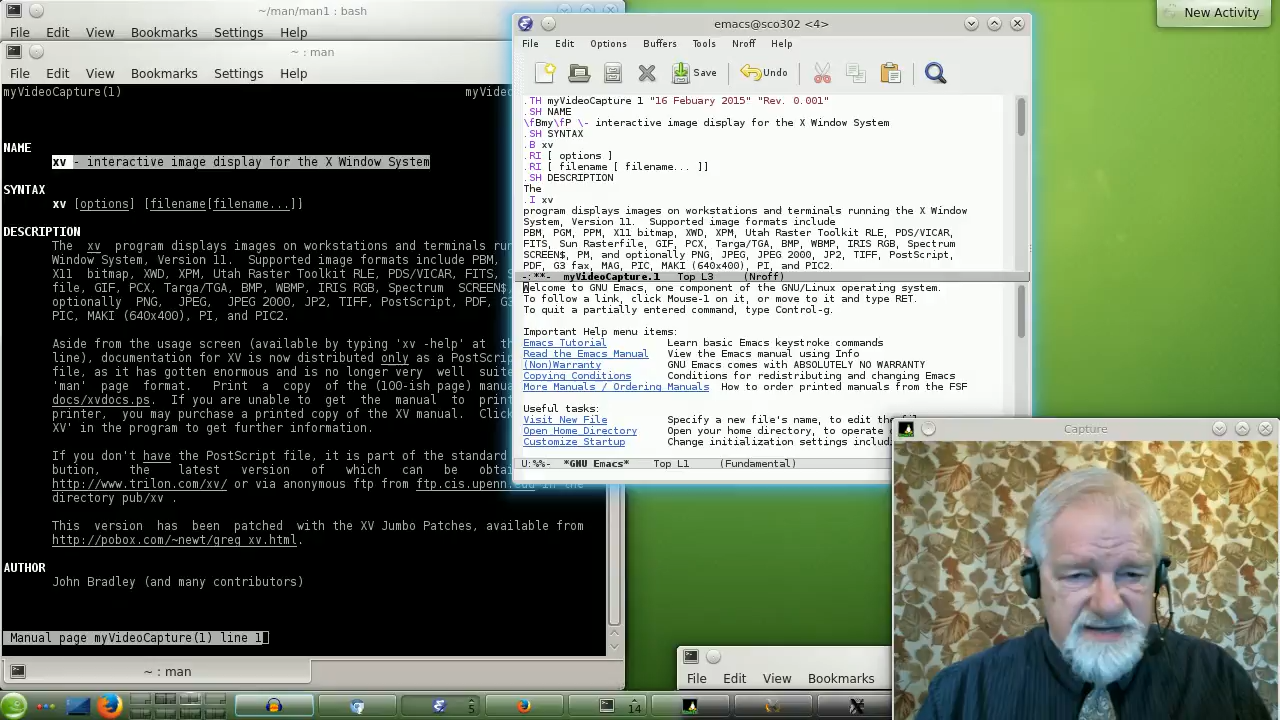 ~/man/man1 : bash
File Edit View Bookmarks Settings Help
~ : man
File Edit View Bookmarks Settings Help
myVideoCapture(1) myVideo
NAME
xv - interactive image display for the X Window System
SYNTAX
xv [options] [filename[filename...]]
DESCRIPTION
The xv program displays images on workstations and terminals run
Window System, Version 11. Supported image formats include PBM,
X11 bitmap, XWD, XPM, Utah Raster Toolkit RLE, PDS/VICAR, FITS, S
file, GIF, PCX, Targa/TGA, BMP, WBMP, IRIS RGB, Spectrum SCREEN$,
optionally PNG, JPEG, JPEG 2000, JP2, TIFF, PostScript, PDF, G3
PIC, MAKI (640x400), PI, and PIC2.
Aside from the usage screen (available by typing 'xv -help' at th
line), documentation for XV is now distributed only as a PostScrip
file, as it has gotten enormous and is no longer very well suite
'man' page format. Print a copy of the (100-ish page) manua
docs/xvdocs.ps. If you are unable to get the manual to print
printer, you may purchase a printed copy of the XV manual. Click
XV' in the program to get further information.
If you don't have the PostScript file, it is part of the standard
bution, the latest version of which can be obtai
http://www.trilon.com/xv/ or via anonymous ftp from ftp.cis.upenn.edu in the
directory pub/xv .
This version has been patched with the XV Jumbo Patches, available from
http://pobox.com/~newt/greg_xv.html.
AUTHOR
John Bradley (and many contributors)
Manual page myVideoCapture(1) line 1
~ : man
emacs@sco302 <4>
File Edit Options Buffers Tools Nroff Help
Save Undo
.TH myVideoCapture 1 "16 Febuary 2015" "Rev. 0.001"
.SH NAME
\fBmy\fP \- interactive image display for the X Window System
.SH SYNTAX
.B xv
.RI [ options ]
.RI [ filename [ filename... ]]
.SH DESCRIPTION
The
.I xv
program displays images on workstations and terminals running the X Window
System, Version 11. Supported image formats include
PBM, PGM, PPM, X11 bitmap, XWD, XPM, Utah Raster Toolkit RLE, PDS/VICAR,
FITS, Sun Rasterfile, GIF, PCX, Targa/TGA, BMP, WBMP, IRIS RGB, Spectrum
SCREEN$, PM, and optionally PNG, JPEG, JPEG 2000, JP2, TIFF, PostScript,
PDF, G3 fax, MAG, PIC, MAKI (640x400), PI, and PIC2.
-:**- myVideoCapture.1 Top L3 (Nroff)
Welcome to GNU Emacs, one component of the GNU/Linux operating system.
To follow a link, click Mouse-1 on it, or move to it and type RET.
To quit a partially entered command, type Control-g.
Important Help menu items:
Emacs Tutorial Learn basic Emacs keystroke commands
Read the Emacs Manual View the Emacs manual using Info
(Non)Warranty GNU Emacs comes with ABSOLUTELY NO WARRANTY
Copying Conditions Conditions for redistributing and changing Emacs
More Manuals / Ordering Manuals How to order printed manuals from the FSF
Useful tasks:
Visit New File Specify a new file's name, to edit the file
Open Home Directory Open your home directory, to operate
Customize Startup Change initialization settings includi
U:%%- *GNU Emacs* Top L1 (Fundamental)
New Activity
Capture
File Edit View Bookmarks
5
14